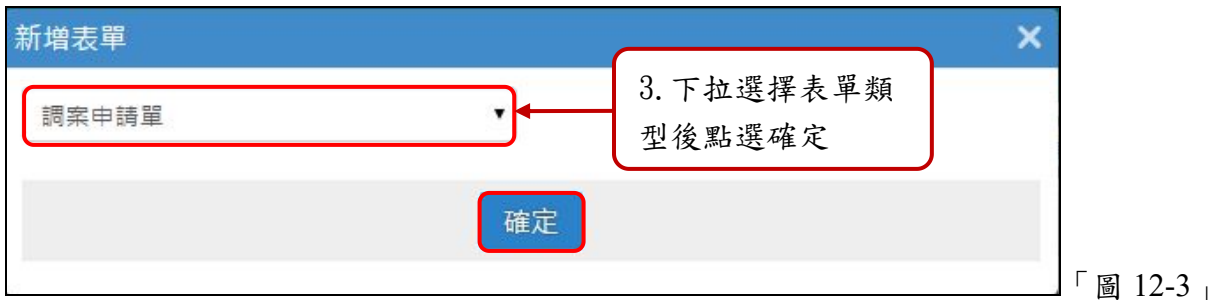 新增表單
3.下拉選擇表單類
型後點選確定
調案申請單
確定
「圖 12-3」